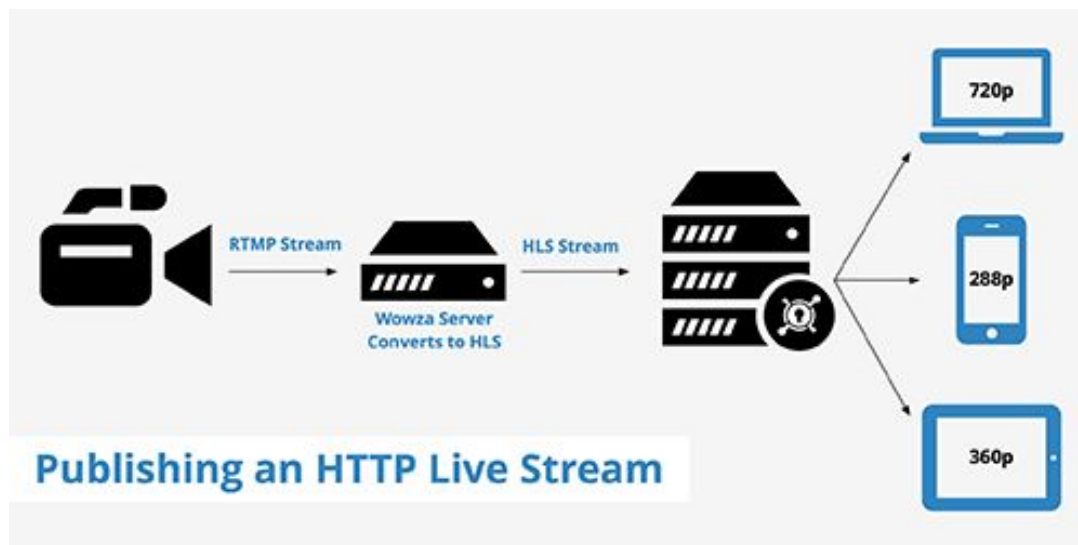 720p
RTMP Stream
HLS Stream
288p
Wowza Server
Converts to HLS
360p
Publishing an HTTP Live Stream